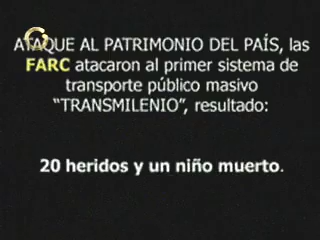 ATAQUE AL PATRIMONIO DEL PAÍS, las
FARC atacaron al primer sistema de
transporte público masivo
“TRANSMILENIO”, resultado:
20 heridos y un niño muerto.